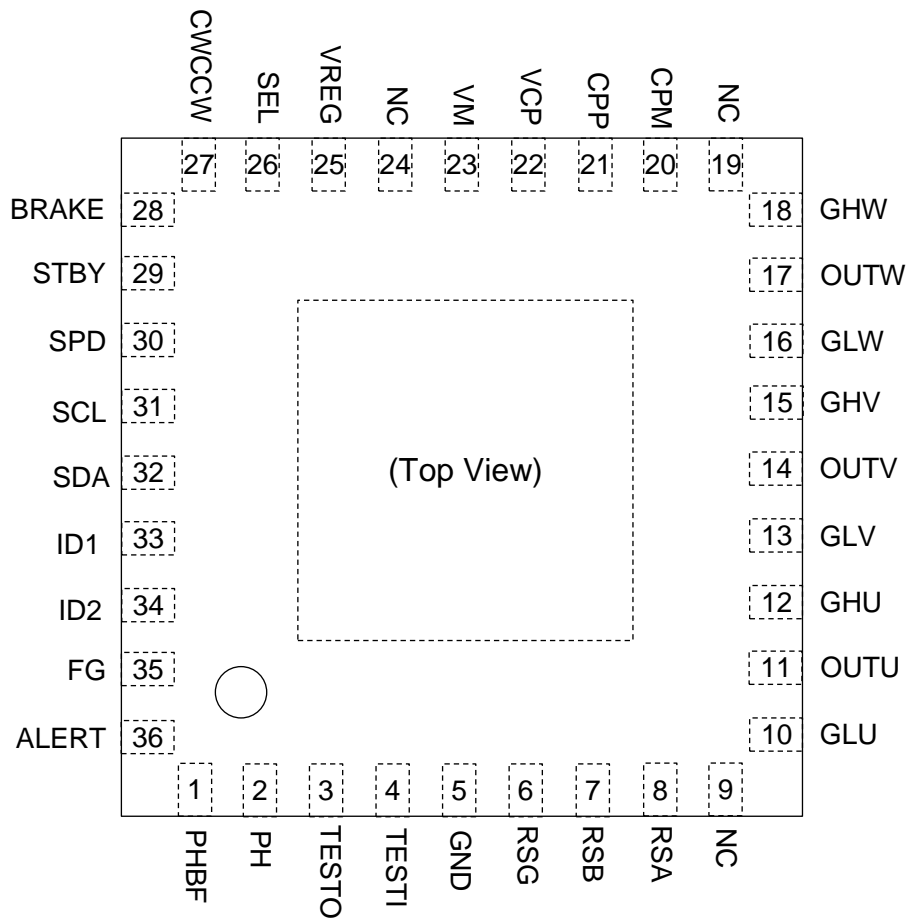 CWCCW
SEL
VREG
NC
VM
VCP
CPP
CPM
NC
27
26
25
24
23
22
21
20
19
BRAKE
28
18
GHW
STBY
29
17
OUTW
SPD
30
16
GLW
SCL
31
15
GHV
SDA
32
(Top View)
14
OUTV
ID1
33
13
GLV
ID2
34
12
GHU
FG
35
11
OUTU
ALERT
36
10
GLU
1
2
3
4
5
6
7
8
9
PHBF
PH
TESTO
TESTI
GND
RSG
RSB
RSA
NC